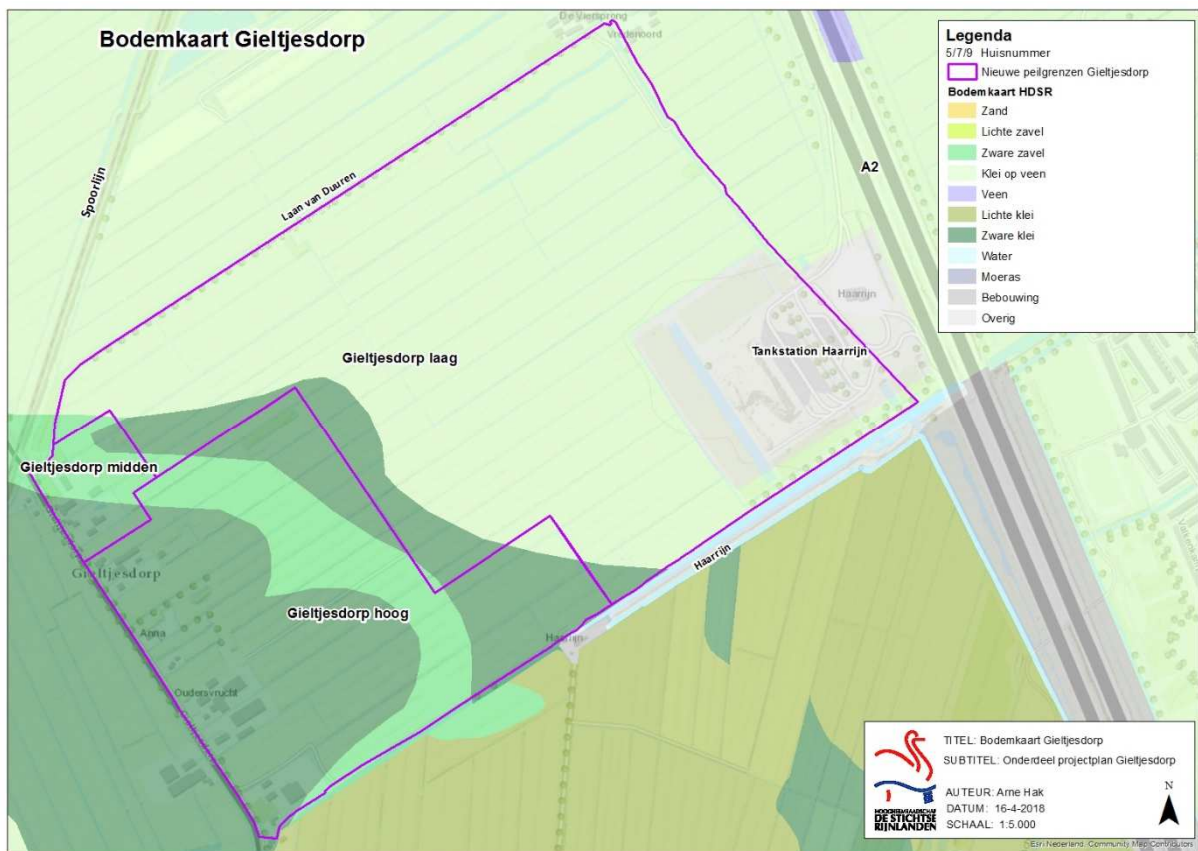 Bodemkaart Gieltjesdorp
De Viersprong
Vredenoord
Spoorlijn
Laan van Duuren
A2
Legenda
5/7/9 Huisnummer
Nieuwe peilgrenzen Gieltjesdorp
Bodemkaart HDSR
Zand
Lichte zavel
Zware zavel
Klei op veen
Veen
Lichte klei
Zware klei
Water
Moeras
Bebouwing
Overig
Haarrijn
Tankstation Haarrijn
Gieltjesdorp laag
Gieltjesdorp midden
Haarrijn
Gieltjesdorp
Gieltjesdorp hoog
Anna
Haarrijn
Oudersvrucht
TITEL: Bodemkaart Gieltjesdorp
SUBTITEL: Onderdeel projectplan Gieltjesdorp
AUTEUR: Arne Hak
DATUM: 16-4-2018
SCHAAL: 1:5.000
N
HOOGHEEMRAADSCHAP
DE STICHTSE
RIJNLANDEN
Esri Nederland, Community Map Contributors